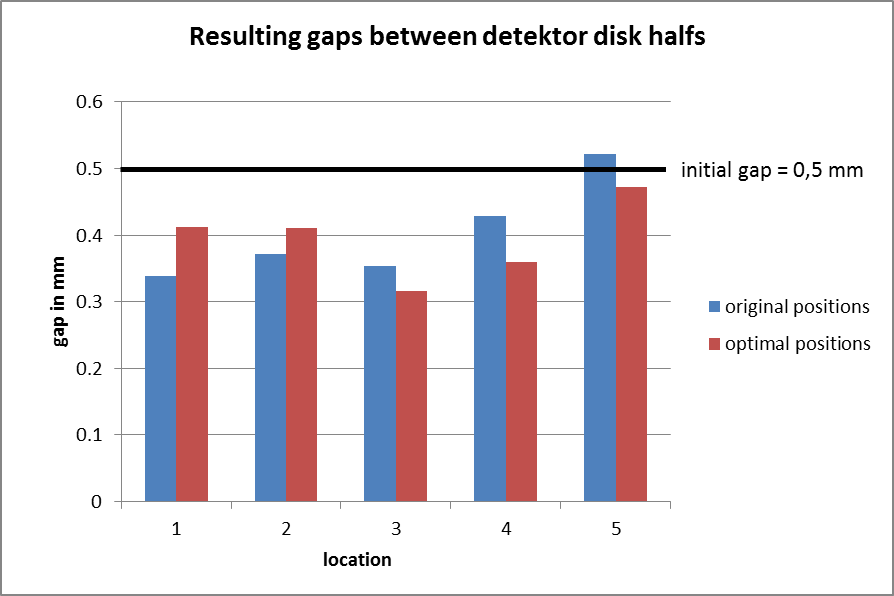 Resulting gaps between detektor disk halfs
0.6
0.5
0.4
0.3
0.2
0.1
0
gap in mm
initial gap = 0,5 mm
original positions
optimal positions
1 2 3 4 5
location